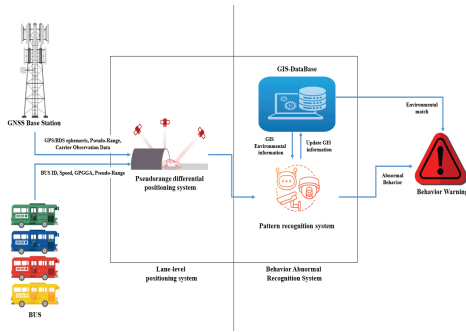 GIS-DataBase
GNSS Base Station
GPS/BDS ephemeris, Pseudo-Range,
Carrier Observation Data
BUS ID, Speed, GPGGA, Pseudo-Range
Pseudorange differential
positioning system
GIS
Environmental
information
Update GIS
information
Environmental
match
Abnormal
Behavior
Behavior Warning
Pattern recognition system
BUS
Lane-level
positioning system
Behavior Abnormal
Recognition System